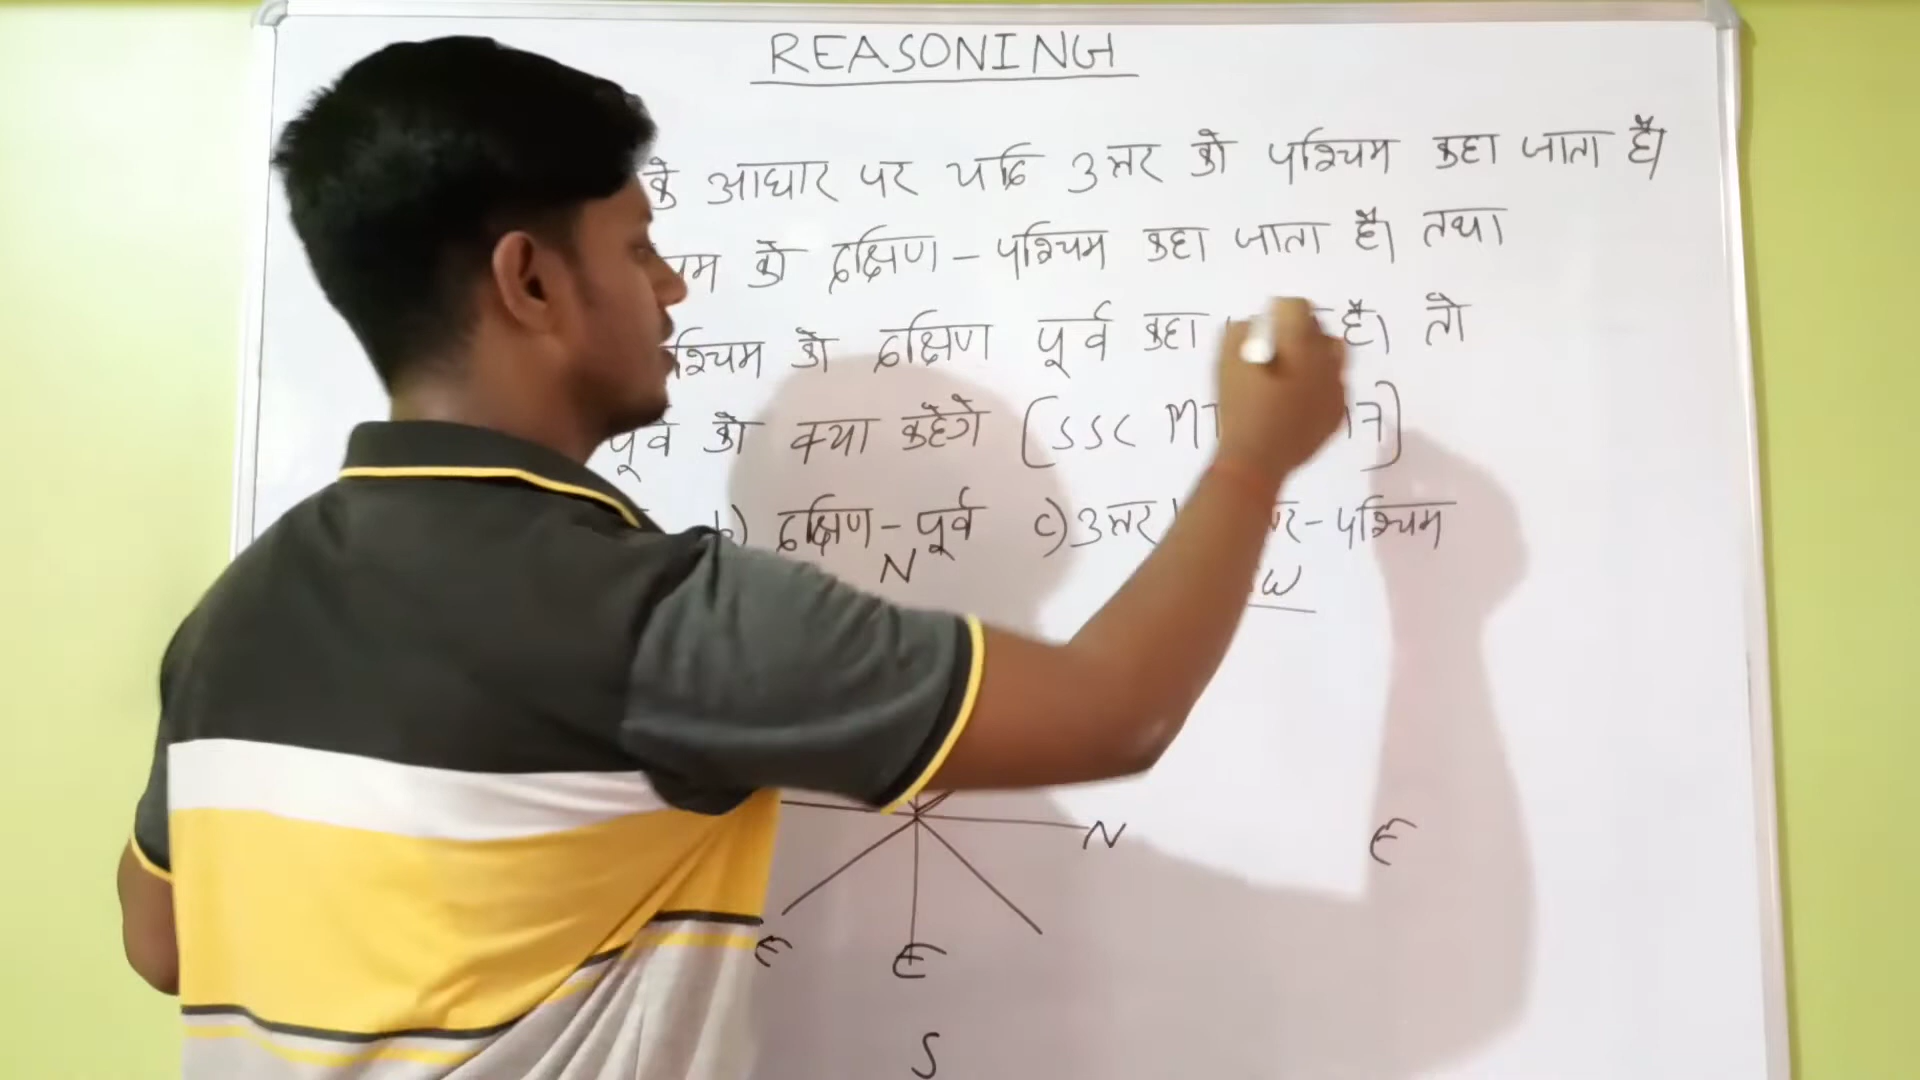 REASONING
के आधार पर यदि उत्तर को पश्चिम कहा जाता है।
को दक्षिण - पश्चिम कहा जाता है। तथा
को दक्षिण पूर्व कहा है। तो
पूर्व को क्या कहेंगे [SSC
b) दक्षिण - पूर्व c) उत्तर - पश्चिम
N
W
N
E
E
E
S